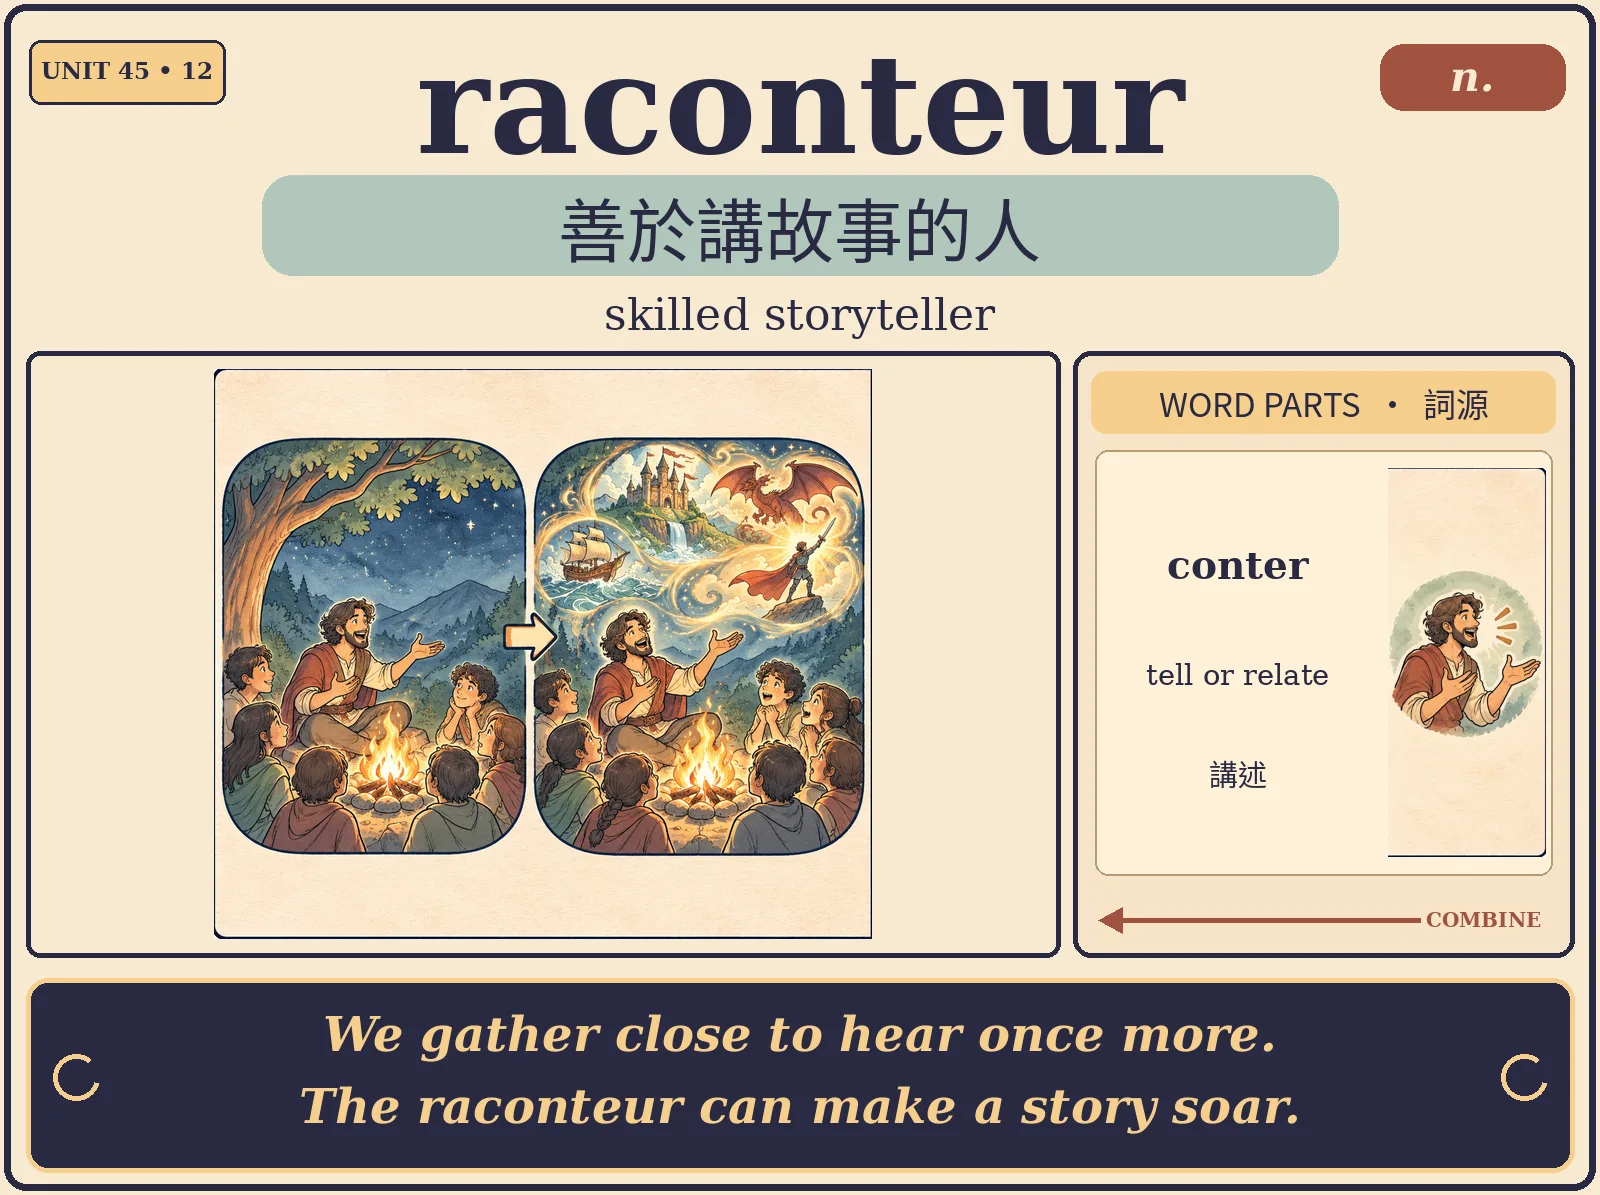 UNIT 45 • 12
raconteur
n.
善於講故事的人
skilled storyteller
WORD PARTS • 詞源
conter
tell or relate
講述
COMBINE
We gather close to hear once more.
The raconteur can make a story soar.